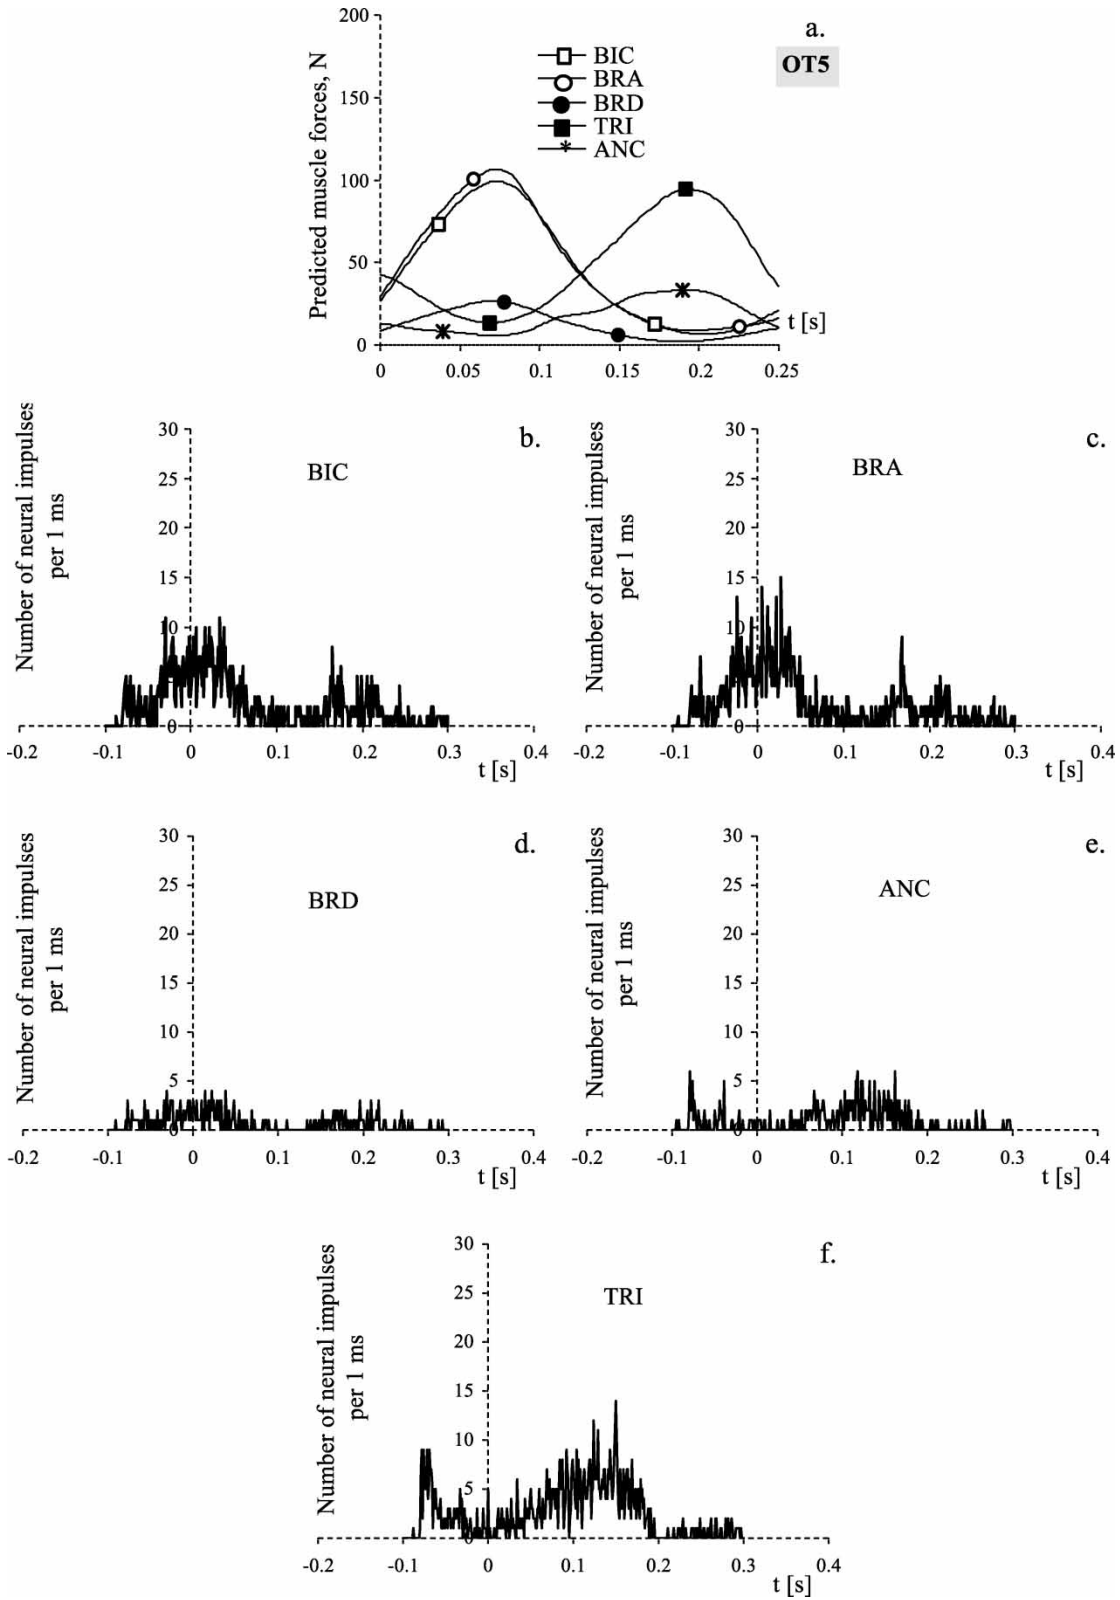 a.
OT5
Predicted muscle forces, N
200
150
100
50
0
BIC
BRA
BRD
TRI
ANC
t [s]
0 0.05 0.1 0.15 0.2 0.25
b.
BIC
Number of neural impulses
per 1 ms
30
25
20
15
10
5
0
-0.2 -0.1 0 0.1 0.2 0.3 0.4
t [s]
c.
BRA
Number of neural impulses
per 1 ms
30
25
20
15
10
5
0
-0.2 -0.1 0 0.1 0.2 0.3 0.4
t [s]
d.
BRD
Number of neural impulses
per 1 ms
30
25
20
15
10
5
0
-0.2 -0.1 0 0.1 0.2 0.3 0.4
t [s]
e.
ANC
Number of neural impulses
per 1 ms
30
25
20
15
10
5
0
-0.2 -0.1 0 0.1 0.2 0.3 0.4
t [s]
f.
TRI
Number of neural impulses
per 1 ms
30
25
20
15
10
5
0
-0.2 -0.1 0 0.1 0.2 0.3 0.4
t [s]